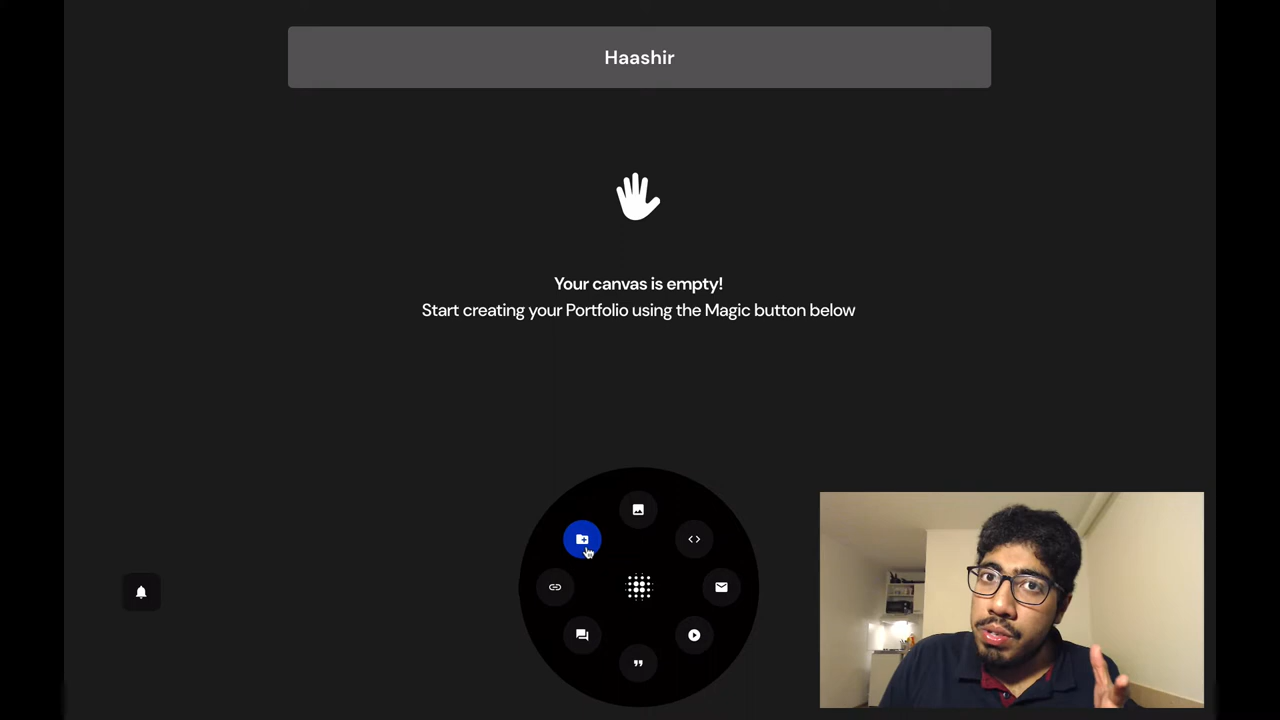 Haashir
Your canvas is empty!
Start creating your Portfolio using the Magic button below